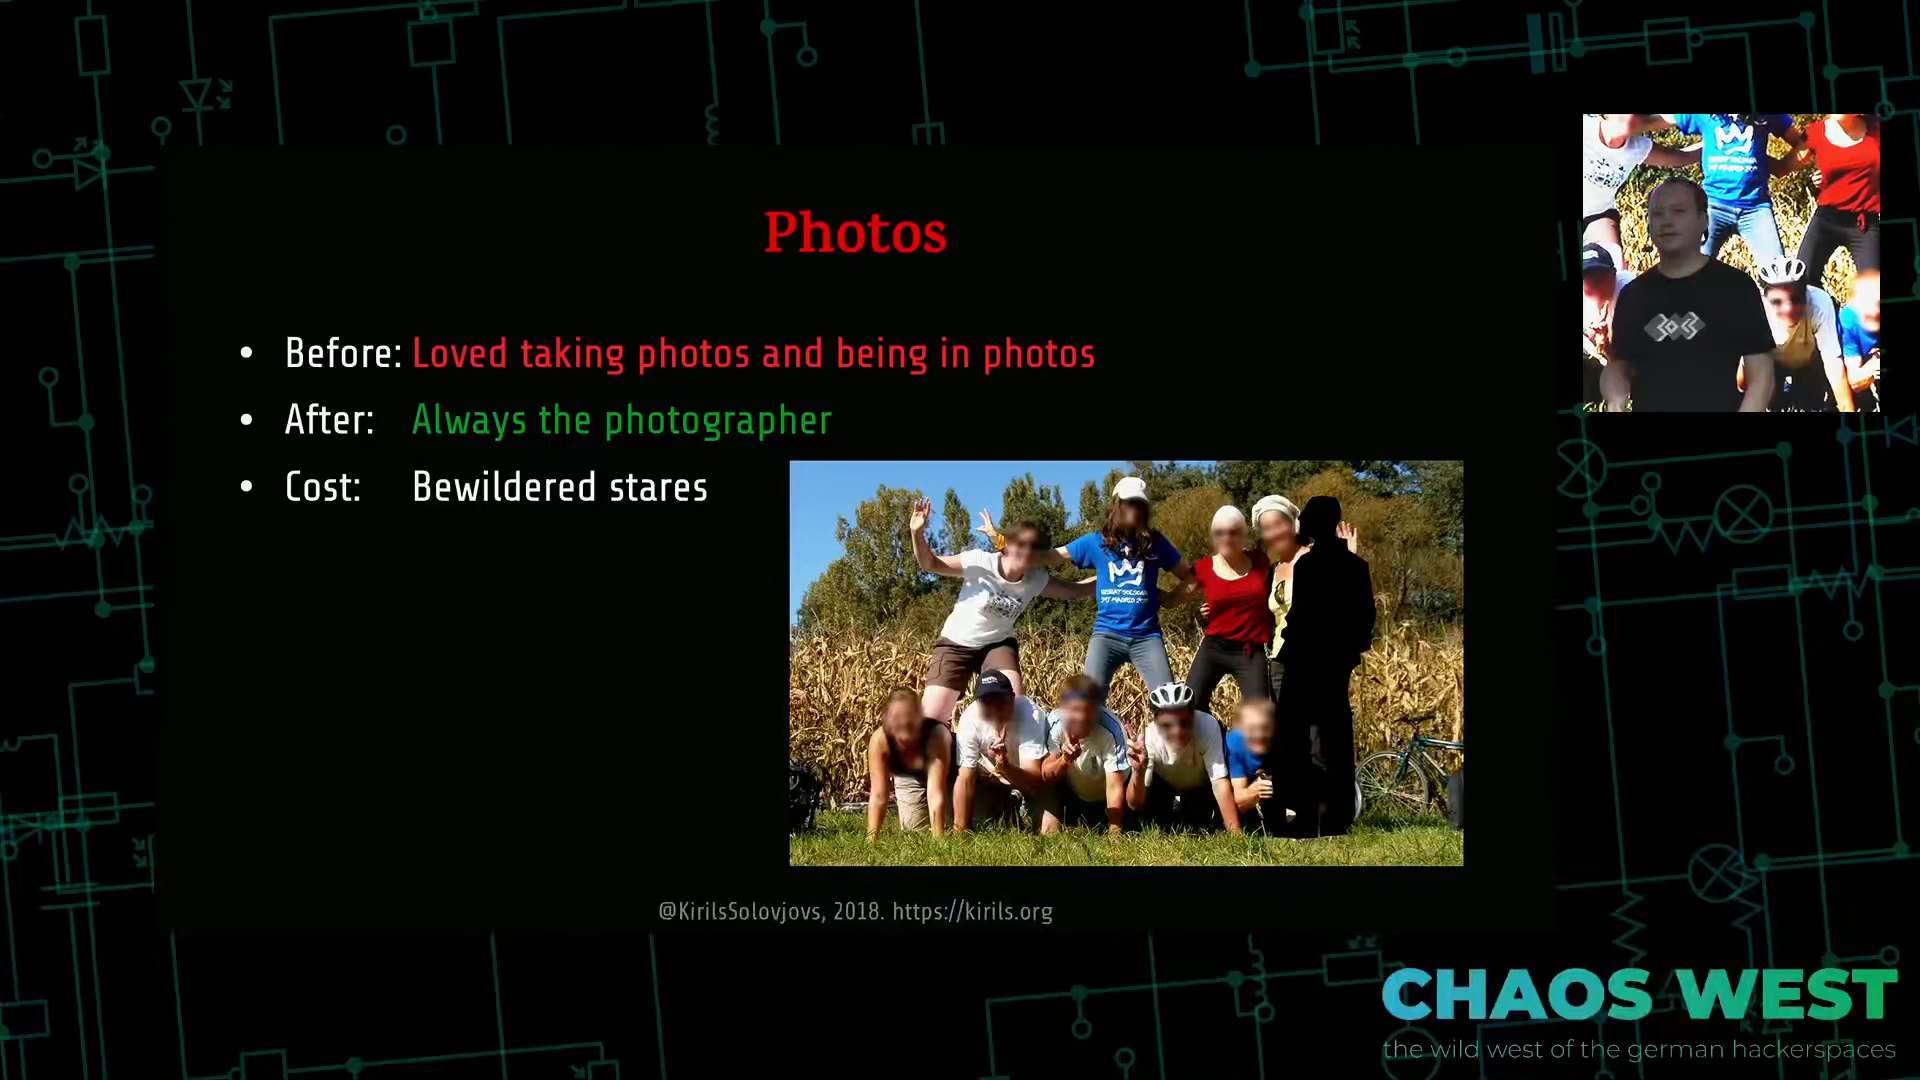 Photos
• Before: Loved taking photos and being in photos
• After: Always the photographer
• Cost: Bewildered stares
@KirilsSolovjovs, 2018. https://kirils.org
CHAOS WEST
the wild west of the german hackerspaces